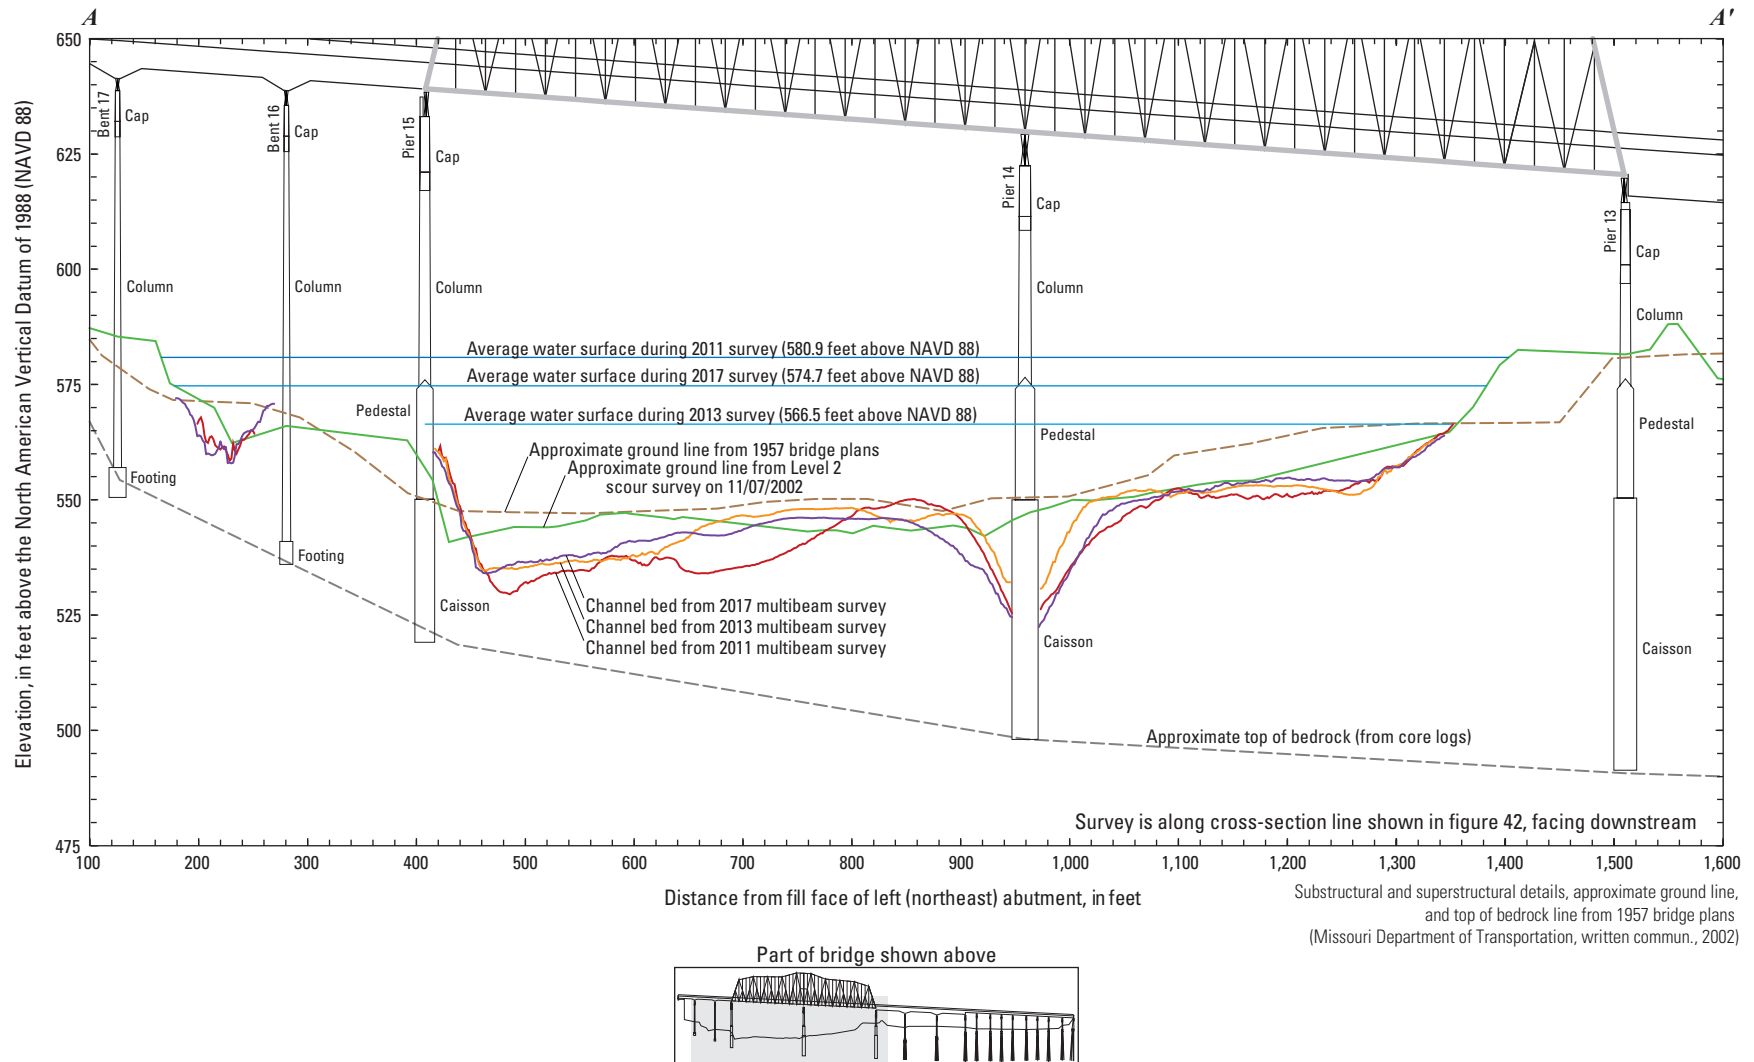 A
A'
Elevation, in feet above the North American Vertical Datum of 1988 (NAVD 88)
650
625
600
575
550
525
500
475
Bent 17
Cap
Column
Footing
Bent 16
Cap
Column
Footing
Pier 15
Cap
Column
Pedestal
Caisson
Pier 14
Cap
Column
Pedestal
Caisson
Pier 13
Cap
Column
Pedestal
Caisson
Average water surface during 2011 survey (580.9 feet above NAVD 88)
Average water surface during 2017 survey (574.7 feet above NAVD 88)
Average water surface during 2013 survey (566.5 feet above NAVD 88)
Approximate ground line from 1957 bridge plans
Approximate ground line from Level 2
scour survey on 11/07/2002
Channel bed from 2017 multibeam survey
Channel bed from 2013 multibeam survey
Channel bed from 2011 multibeam survey
Approximate top of bedrock (from core logs)
Survey is along cross-section line shown in figure 42, facing downstream
100 200 300 400 500 600 700 800 900 1,000 1,100 1,200 1,300 1,400 1,500 1,600
Distance from fill face of left (northeast) abutment, in feet
Substructural and superstructural details, approximate ground line,
and top of bedrock line from 1957 bridge plans
(Missouri Department of Transportation, written commun., 2002)
Part of bridge shown above